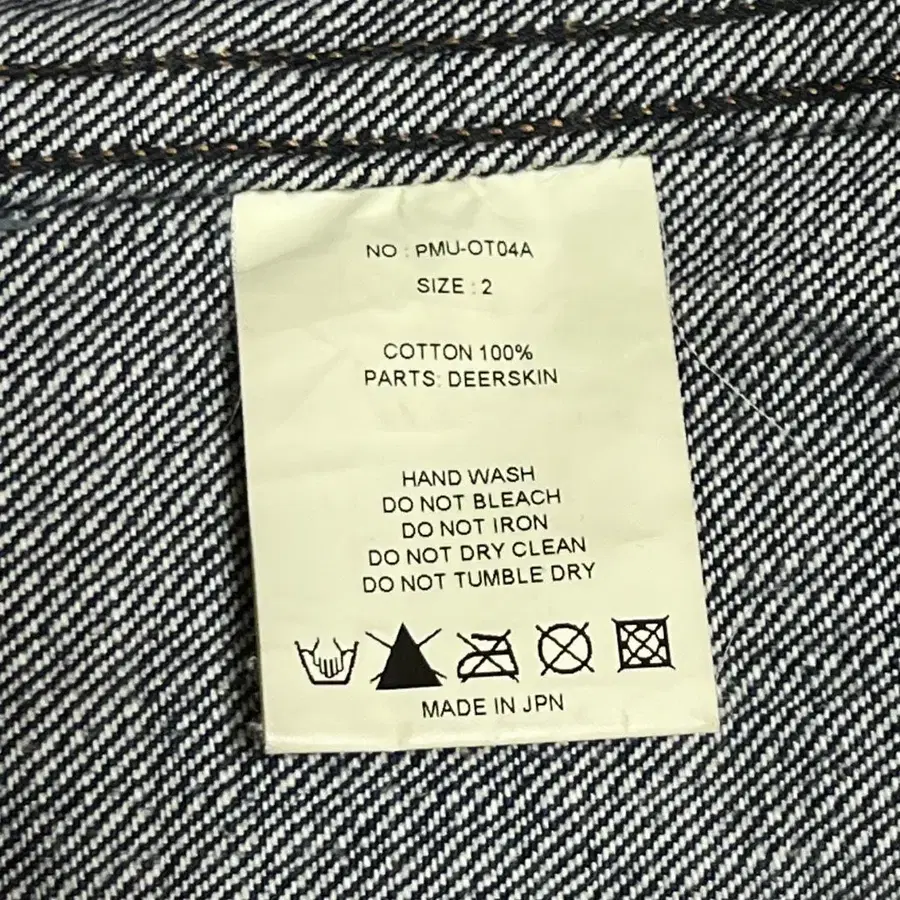 NO : PMU-OT04A
SIZE : 2
COTTON 100%
PARTS: DEERSKIN
HAND WASH
DO NOT BLEACH
DO NOT IRON
DO NOT DRY CLEAN
DO NOT TUMBLE DRY
MADE IN JPN